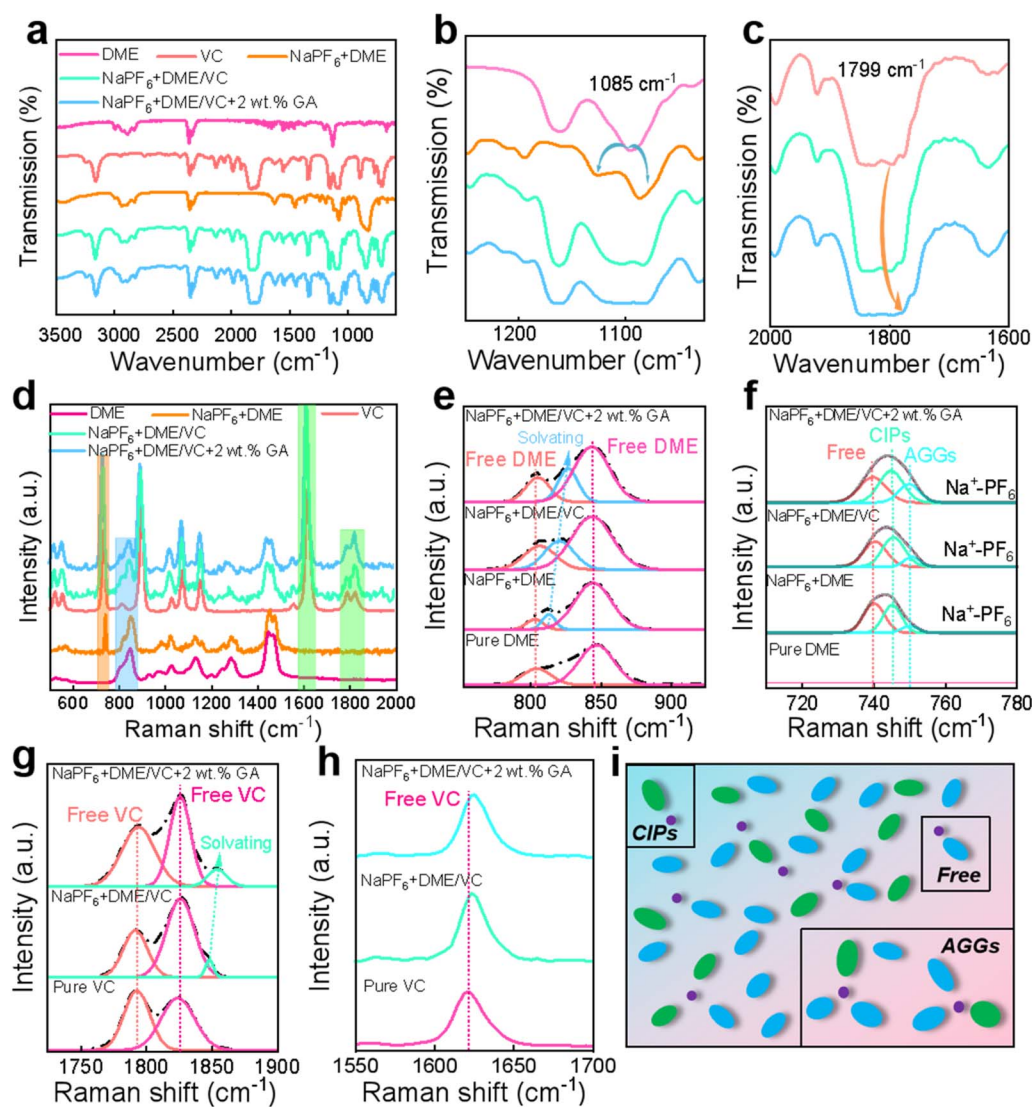 a
DME VC NaPF₆+DME
NaPF₆+DME/VC
NaPF₆+DME/VC+2 wt.% GA
Transmission (%)
3500 3000 2500 2000 1500 1000
Wavenumber (cm⁻¹)
b
1085 cm⁻¹
Transmission (%)
1200 1100
Wavenumber (cm⁻¹)
c
1799 cm⁻¹
Transmission (%)
2000 1800 1600
Wavenumber (cm⁻¹)
d
DME NaPF₆+DME VC
NaPF₆+DME/VC
NaPF₆+DME/VC+2 wt.% GA
Intensity (a.u.)
600 800 1000 1200 1400 1600 1800 2000
Raman shift (cm⁻¹)
e
NaPF₆+DME/VC+2 wt.% GA
Solvating
Free DME Free DME
NaPF₆+DME/VC
NaPF₆+DME
Pure DME
Intensity (a.u.)
800 850 900
Raman shift (cm⁻¹)
f
NaPF₆+DME/VC+2 wt.% GA
CIPs
Free AGGs
Na⁺-PF₆
NaPF₆+DME/VC
Na⁺-PF₆
NaPF₆+DME
Na⁺-PF₆
Pure DME
Intensity (a.u.)
720 740 760 780
Raman shift (cm⁻¹)
g
NaPF₆+DME/VC+2 wt.% GA
Free VC
Free VC
Solvating
NaPF₆+DME/VC
Pure VC
Intensity (a.u.)
1750 1800 1850 1900
Raman shift (cm⁻¹)
h
NaPF₆+DME/VC+2 wt.% GA
Free VC
NaPF₆+DME/VC
Pure VC
Intensity (a.u.)
1550 1600 1650 1700
Raman shift (cm⁻¹)
i
CIPs
Free
AGGs